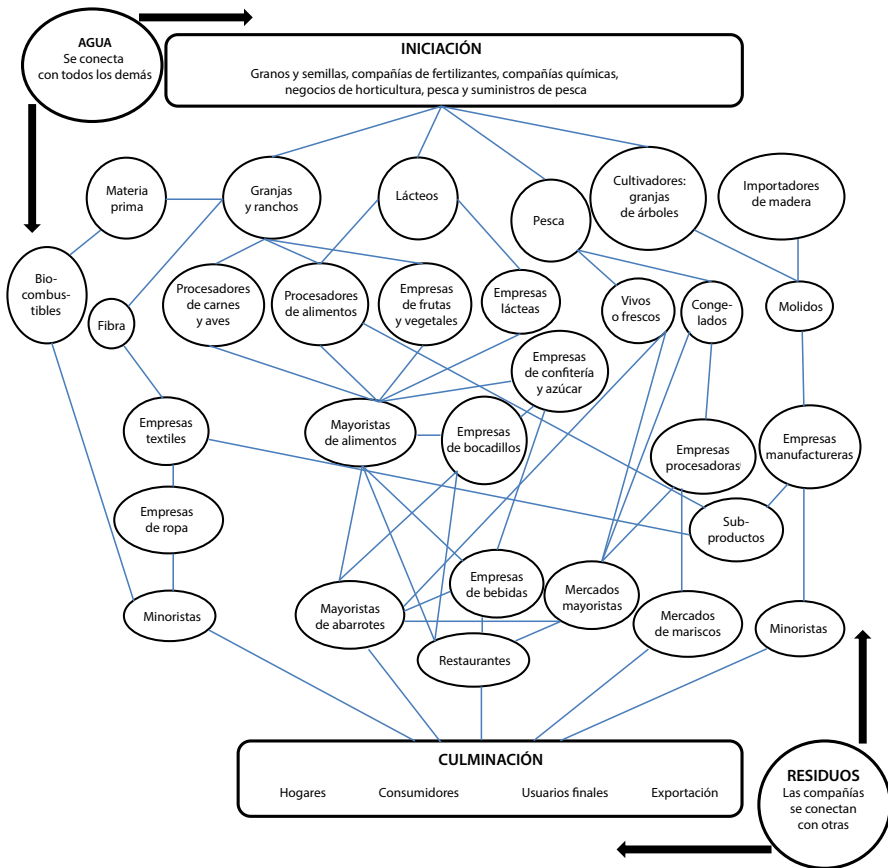 AGUA
Se conecta
con todos los demás
INICIACIÓN
Granos y semillas, compañías de fertilizantes, compañías químicas,
negocios de horticultura, pesca y suministros de pesca
Materia
prima
Granjas
y ranchos
Lácteos
Pesca
Cultivadores:
granjas
de árboles
Importadores
de madera
Bio-
combus-
tibles
Fibra
Procesadores
de carnes
y aves
Procesadores
de alimentos
Empresas
de frutas
y vegetales
Empresas
lácteas
Vivos
o frescos
Conge-
lados
Molidos
Empresas
de confitería
y azúcar
Empresas
textiles
Mayoristas
de alimentos
Empresas
de bocadillos
Empresas
procesadoras
Empresas
manufactureras
Empresas
de ropa
Sub-
productos
Minoristas
Mayoristas
de abarrotes
Empresas
de bebidas
Mercados
mayoristas
Mercados
de mariscos
Minoristas
Restaurantes
CULMINACIÓN
Hogares
Consumidores
Usuarios finales
Exportación
RESIDUOS
Las compañías
se conectan
con otras